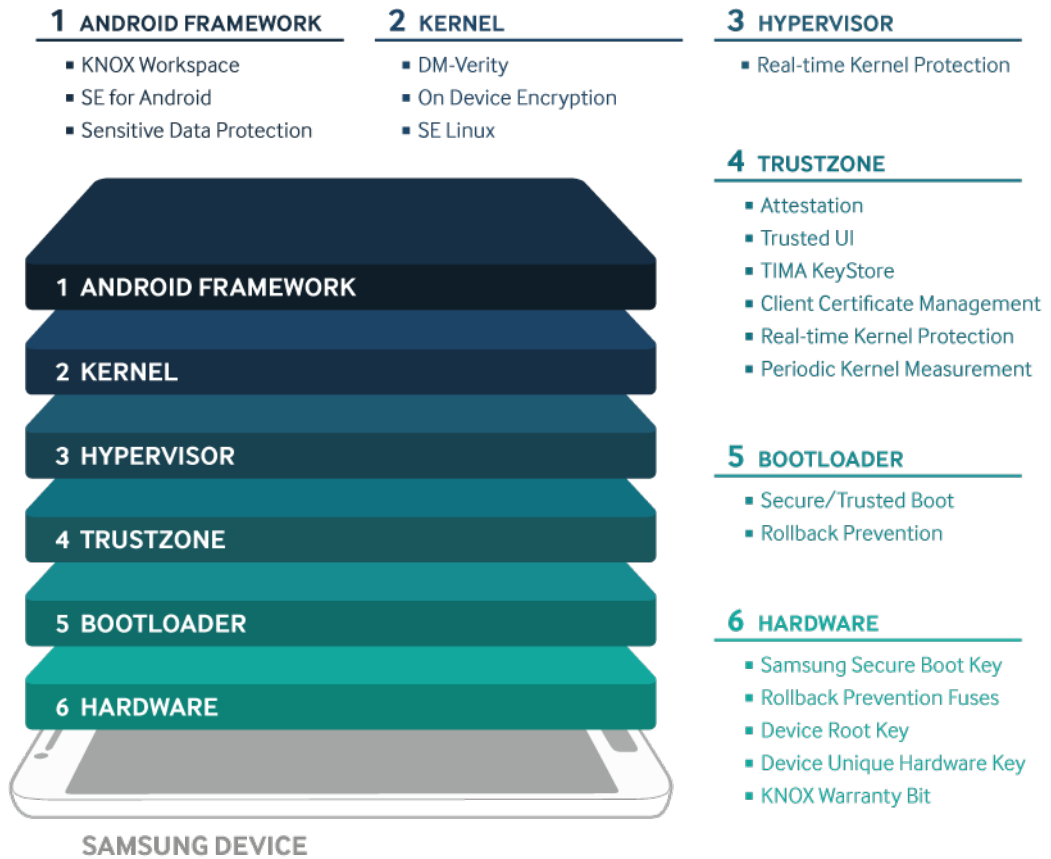 1 ANDROID FRAMEWORK
▪ KNOX Workspace
▪ SE for Android
▪ Sensitive Data Protection
2 KERNEL
▪ DM-Verity
▪ On Device Encryption
▪ SE Linux
3 HYPERVISOR
▪ Real-time Kernel Protection
4 TRUSTZONE
▪ Attestation
▪ Trusted UI
▪ TIMA KeyStore
▪ Client Certificate Management
▪ Real-time Kernel Protection
▪ Periodic Kernel Measurement
5 BOOTLOADER
▪ Secure/Trusted Boot
▪ Rollback Prevention
6 HARDWARE
▪ Samsung Secure Boot Key
▪ Rollback Prevention Fuses
▪ Device Root Key
▪ Device Unique Hardware Key
▪ KNOX Warranty Bit
1 ANDROID FRAMEWORK
2 KERNEL
3 HYPERVISOR
4 TRUSTZONE
5 BOOTLOADER
6 HARDWARE
SAMSUNG DEVICE